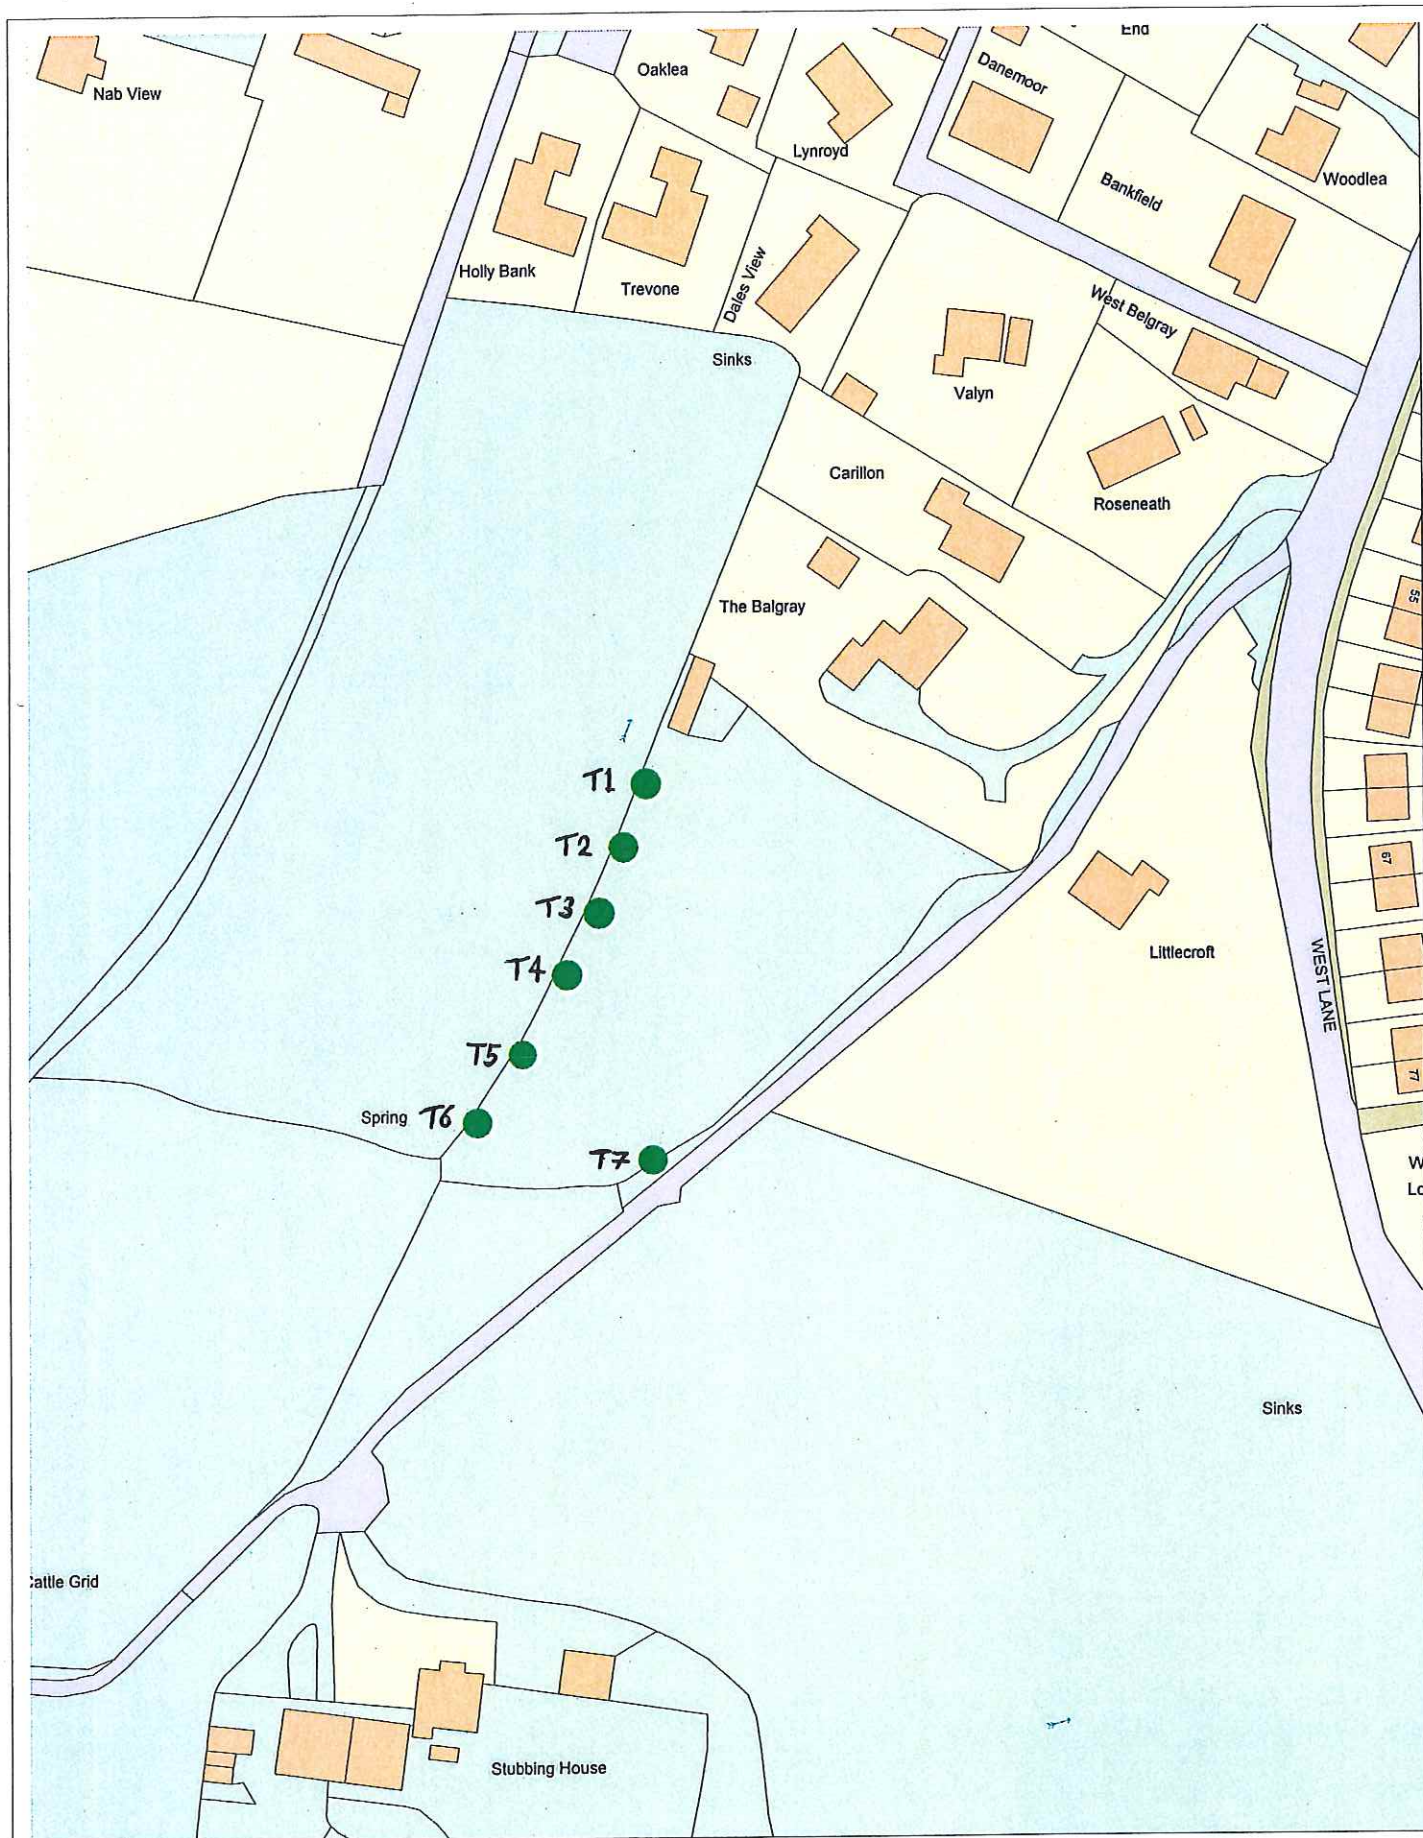 End
Oaklea
Danemoor
Nab View
Lynroyd
Woodlea
Bankfield
Holly Bank
Trevone
Dales View
West Belgray
Sinks
Valyn
Carillon
Roseneath
55
The Balgray
T1
T2
67
T3
Littlecroft
T4
WEST LANE
T5
77
Spring
T6
T7
W
Lo
Sinks
Cattle Grid
Stubbing House